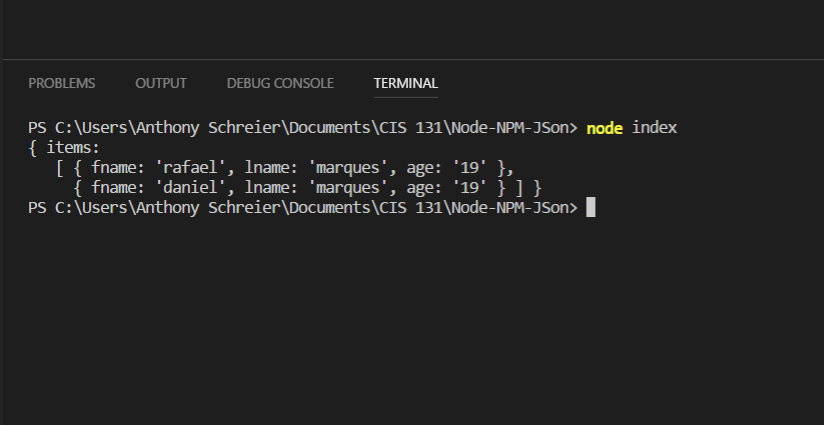 PROBLEMS OUTPUT DEBUG CONSOLE TERMINAL
PS C:\Users\Anthony Schreier\Documents\CIS 131\Node-NPM-JSon> node index
{ items:
   [ { fname: 'rafael', lname: 'marques', age: '19' },
     { fname: 'daniel', lname: 'marques', age: '19' } ] }
PS C:\Users\Anthony Schreier\Documents\CIS 131\Node-NPM-JSon>